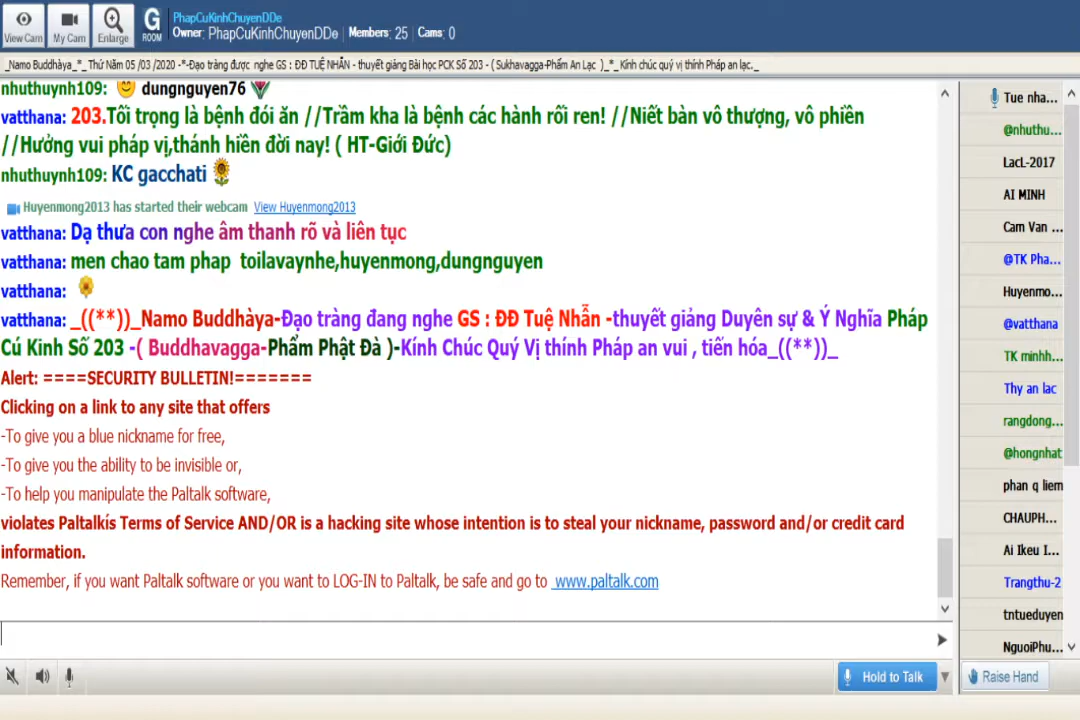 View Cam
My Cam
Enlarge
G
ROOM
PhapCuKinhChuyenDDe
Owner: PhapCuKinhChuyenDDe | Members: 25 | Cams: 0
_Namo Buddhàya_*_ Thứ Năm 05 /03 /2020 -*-Đạo tràng được nghe GS : ĐĐ TUỆ NHẪN - thuyết giảng Bài học PCK Số 203 - ( Sukhavagga-Phẩm An Lạc )_*_ Kính chúc quý vị thính Pháp an lạc._
nhuthuynh109: dungnguyen76
vatthana: 203.Tối trọng là bệnh đói ăn //Trầm kha là bệnh các hành rối ren! //Niết bàn vô thượng, vô phiền
//Hưởng vui pháp vị,thánh hiền đời nay! ( HT-Giới Đức)
nhuthuynh109: KC gacchati
Huyenmong2013 has started their webcam View Huyenmong2013
vatthana: Dạ thưa con nghe âm thanh rõ và liên tục
vatthana: men chao tam phap toilavaynhe,huyenmong,dungnguyen
vatthana:
vatthana: _((**))_Namo Buddhàya-Đạo tràng đang nghe GS : ĐĐ Tuệ Nhẫn -thuyết giảng Duyên sự & Ý Nghĩa Pháp
Cú Kinh Số 203 -( Buddhavagga-Phẩm Phật Đà )-Kính Chúc Quý Vị thính Pháp an vui , tiến hóa_((**))_
Alert: ====SECURITY BULLETIN!=======
Clicking on a link to any site that offers
-To give you a blue nickname for free,
-To give you the ability to be invisible or,
-To help you manipulate the Paltalk software,
violates Paltalkís Terms of Service AND/OR is a hacking site whose intention is to steal your nickname, password and/or credit card
information.
Remember, if you want Paltalk software or you want to LOG-IN to Paltalk, be safe and go to www.paltalk.com
Hold to Talk
Tue nha...
@nhuthu...
LacL-2017
AI MINH
Cam Van ...
@TK Pha...
Huyenmo...
@vatthana
TK minhh...
Thy an lac
rangdong...
@hongnhat
phan q liem
CHAUPH...
Ai Ikeu I...
Trangthu-2
tntueduyen
NguoiPhu...
Raise Hand